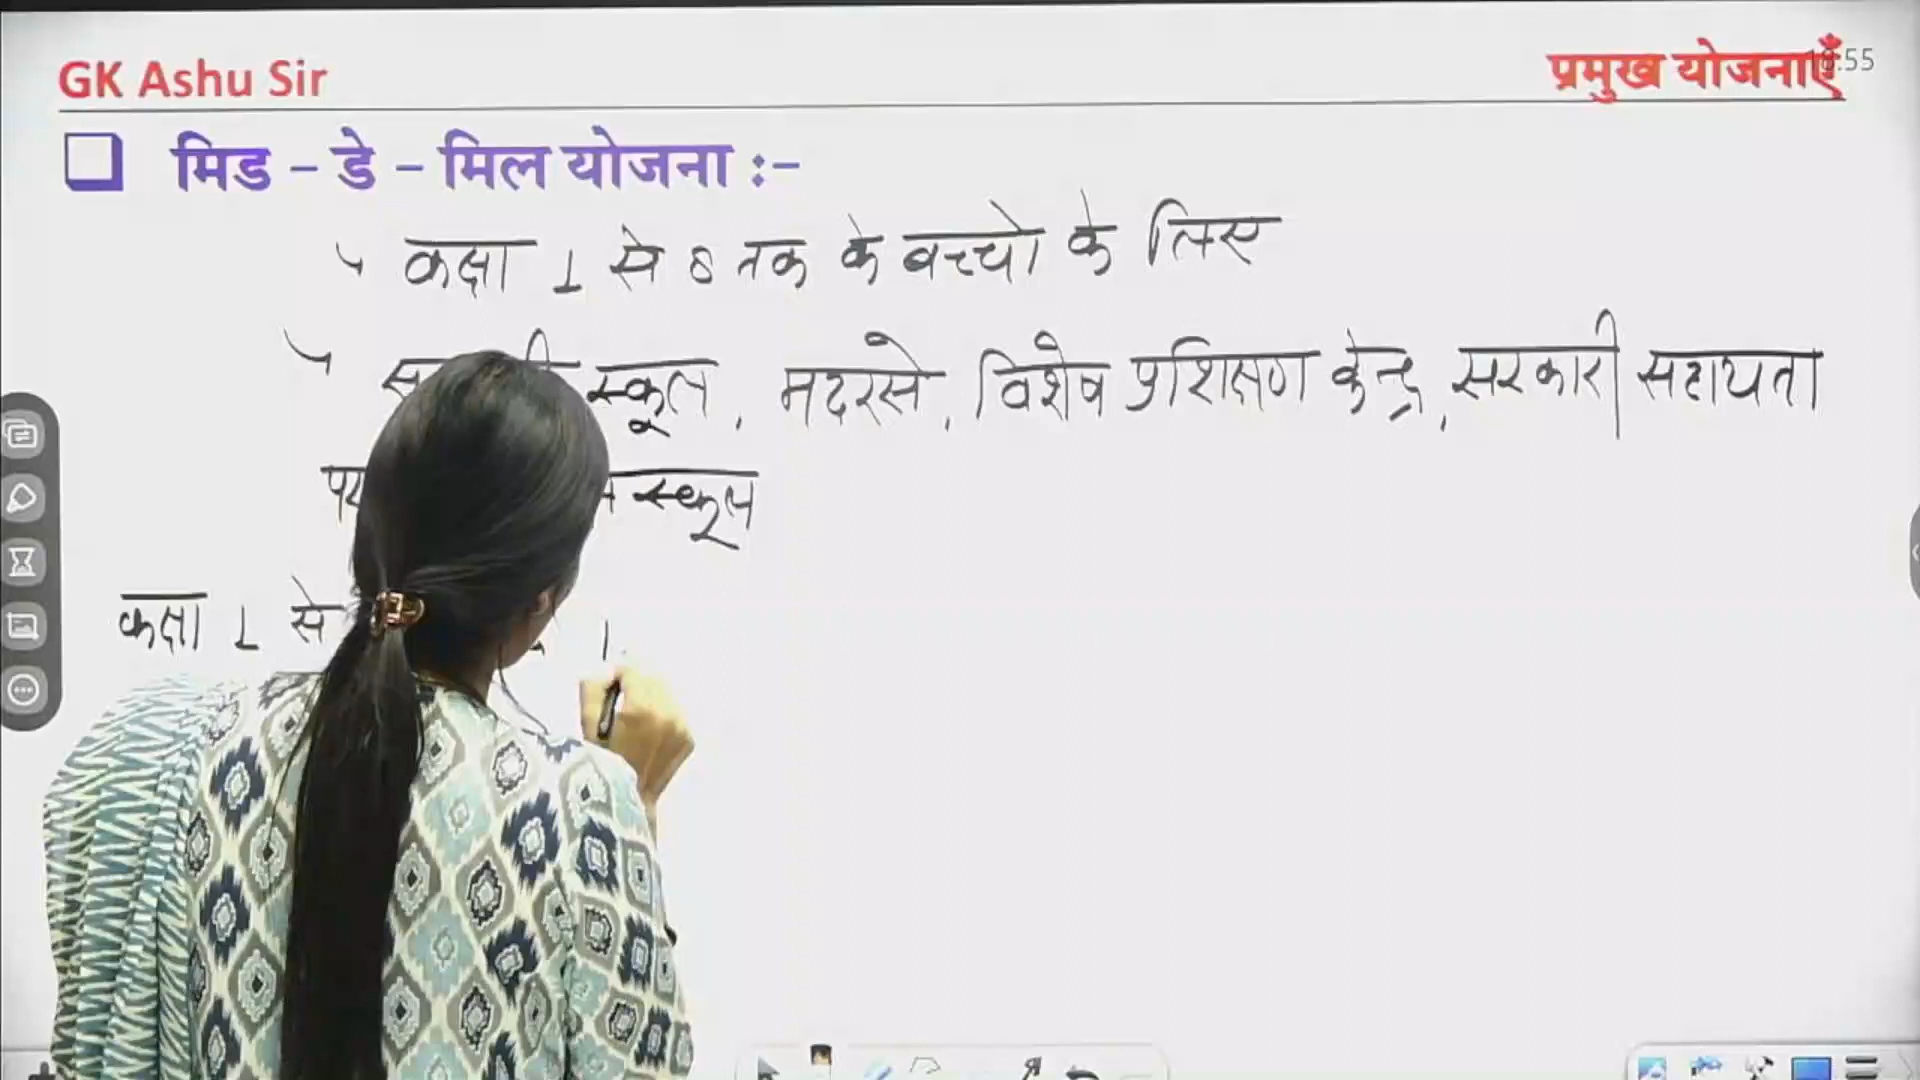 GK Ashu Sir
प्रमुख योजनाएँ
:55
मिड – डे – मिल योजना :–
कक्षा 1 से 8 तक के बच्चो के लिए
स्कूल, मदरसे, विशेष प्रशिक्षण केन्द्र, सरकारी सहायता
स्कूल
कक्षा 1 से